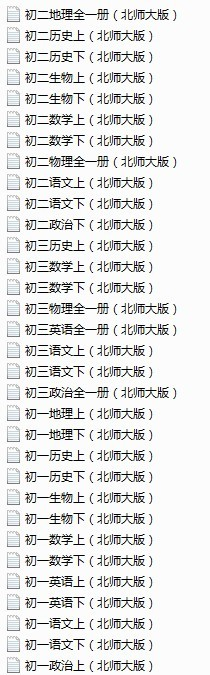 初二地理全一册（北师大版）
初二历史上（北师大版）
初二历史下（北师大版）
初二生物上（北师大版）
初二生物下（北师大版）
初二数学上（北师大版）
初二数学下（北师大版）
初二物理全一册（北师大版）
初二语文上（北师大版）
初二语文下（北师大版）
初二政治下（北师大版）
初三历史上（北师大版）
初三数学上（北师大版）
初三数学下（北师大版）
初三物理全一册（北师大版）
初三英语全一册（北师大版）
初三语文上（北师大版）
初三语文下（北师大版）
初三政治全一册（北师大版）
初一地理上（北师大版）
初一地理下（北师大版）
初一历史上（北师大版）
初一历史下（北师大版）
初一生物上（北师大版）
初一生物下（北师大版）
初一数学上（北师大版）
初一数学下（北师大版）
初一英语上（北师大版）
初一英语下（北师大版）
初一语文上（北师大版）
初一语文下（北师大版）
初一政治上（北师大版）